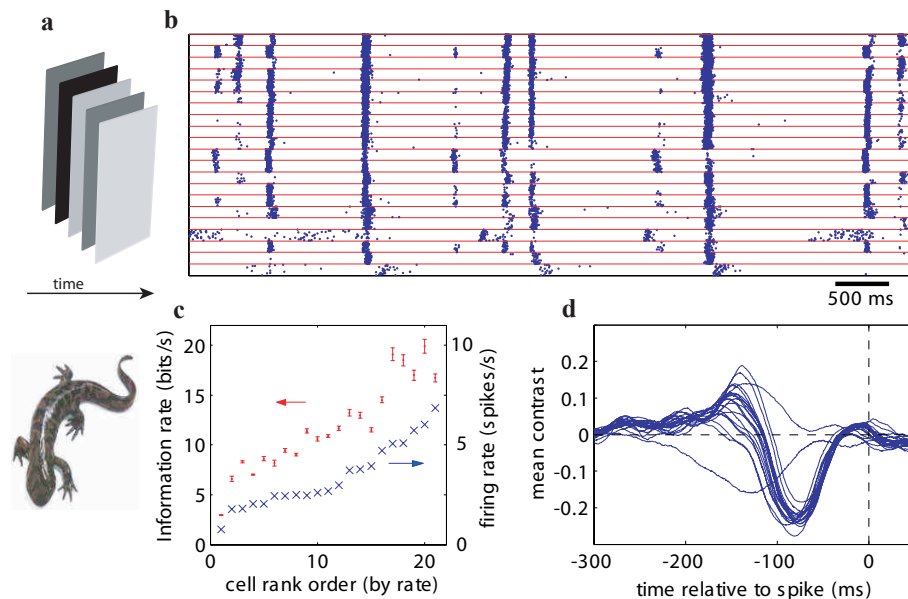 a
b
time
500 ms
c
Information rate (bits/s)
20
15
10
5
0
10
5
0
firing rate (spikes/s)
0
10
20
cell rank order (by rate)
d
mean contrast
0.2
0.1
0
-0.1
-0.2
-300
-200
-100
0
time relative to spike (ms)